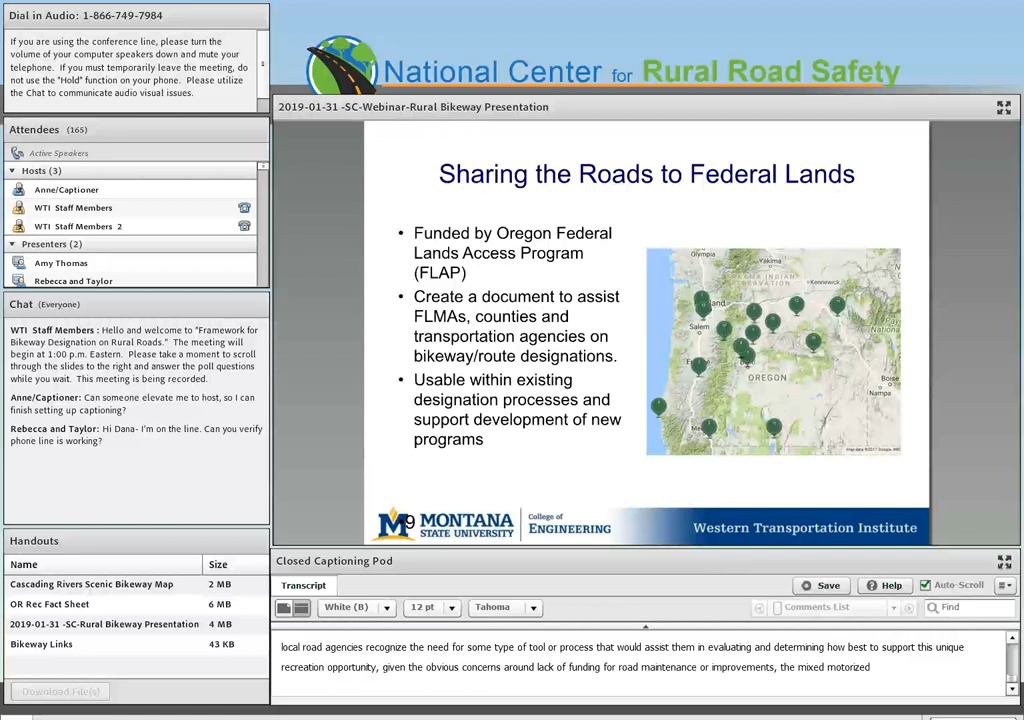 Dial in Audio: 1-866-749-7984
If you are using the conference line, please turn the
volume of your computer speakers down and mute your
telephone. If you must temporarily leave the meeting, do
not use the "Hold" function on your phone. Please utilize
the Chat to communicate audio visual issues.
National Center for Rural Road Safety
Attendees (165)
Active Speakers
Hosts (3)
Anne/Captioner
WTI Staff Members
WTI Staff Members 2
Presenters (2)
Amy Thomas
Rebecca and Taylor
Chat (Everyone)
WTI Staff Members : Hello and welcome to "Framework for
Bikeway Designation on Rural Roads." The meeting will
begin at 1:00 p.m. Eastern. Please take a moment to scroll
through the slides to the right and answer the poll questions
while you wait. This meeting is being recorded.
Anne/Captioner: Can someone elevate me to host, so I can
finish setting up captioning?
Rebecca and Taylor: Hi Dana- I'm on the line. Can you verify
phone line is working?
Handouts
Name Size
Cascading Rivers Scenic Bikeway Map 2 MB
OR Rec Fact Sheet 6 MB
2019-01-31 -SC-Rural Bikeway Presentation 4 MB
Bikeway Links 43 KB
Download File(s)
2019-01-31 -SC-Webinar-Rural Bikeway Presentation
Sharing the Roads to Federal Lands
• Funded by Oregon Federal
Lands Access Program
(FLAP)
• Create a document to assist
FLMAs, counties and
transportation agencies on
bikeway/route designations.
• Usable within existing
designation processes and
support development of new
programs
Olympia
Yakima
Kennewick
Salem
OREGON
Boise
Nampa
9
M MONTANA
STATE UNIVERSITY
College of
ENGINEERING
Western Transportation Institute
Closed Captioning Pod
Transcript
Save
Help
Auto-Scroll
White (B)
12 pt
Tahoma
Comments List
Find
local road agencies recognize the need for some type of tool or process that would assist them in evaluating and determining how best to support this unique
recreation opportunity, given the obvious concerns around lack of funding for road maintenance or improvements, the mixed motorized